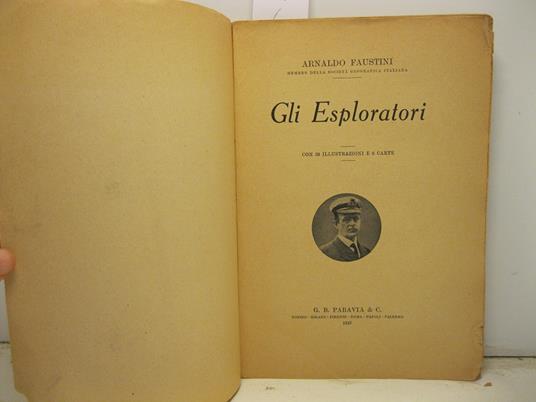 ARNALDO FAUSTINI
MEMBRO DELLA SOCIETÀ GEOGRAFICA ITALIANA
Gli Esploratori
CON 38 ILLUSTRAZIONI E 6 CARTE
G. B. PARAVIA & C.
TORINO - MILANO - FIRENZE - ROMA - NAPOLI - PALERMO